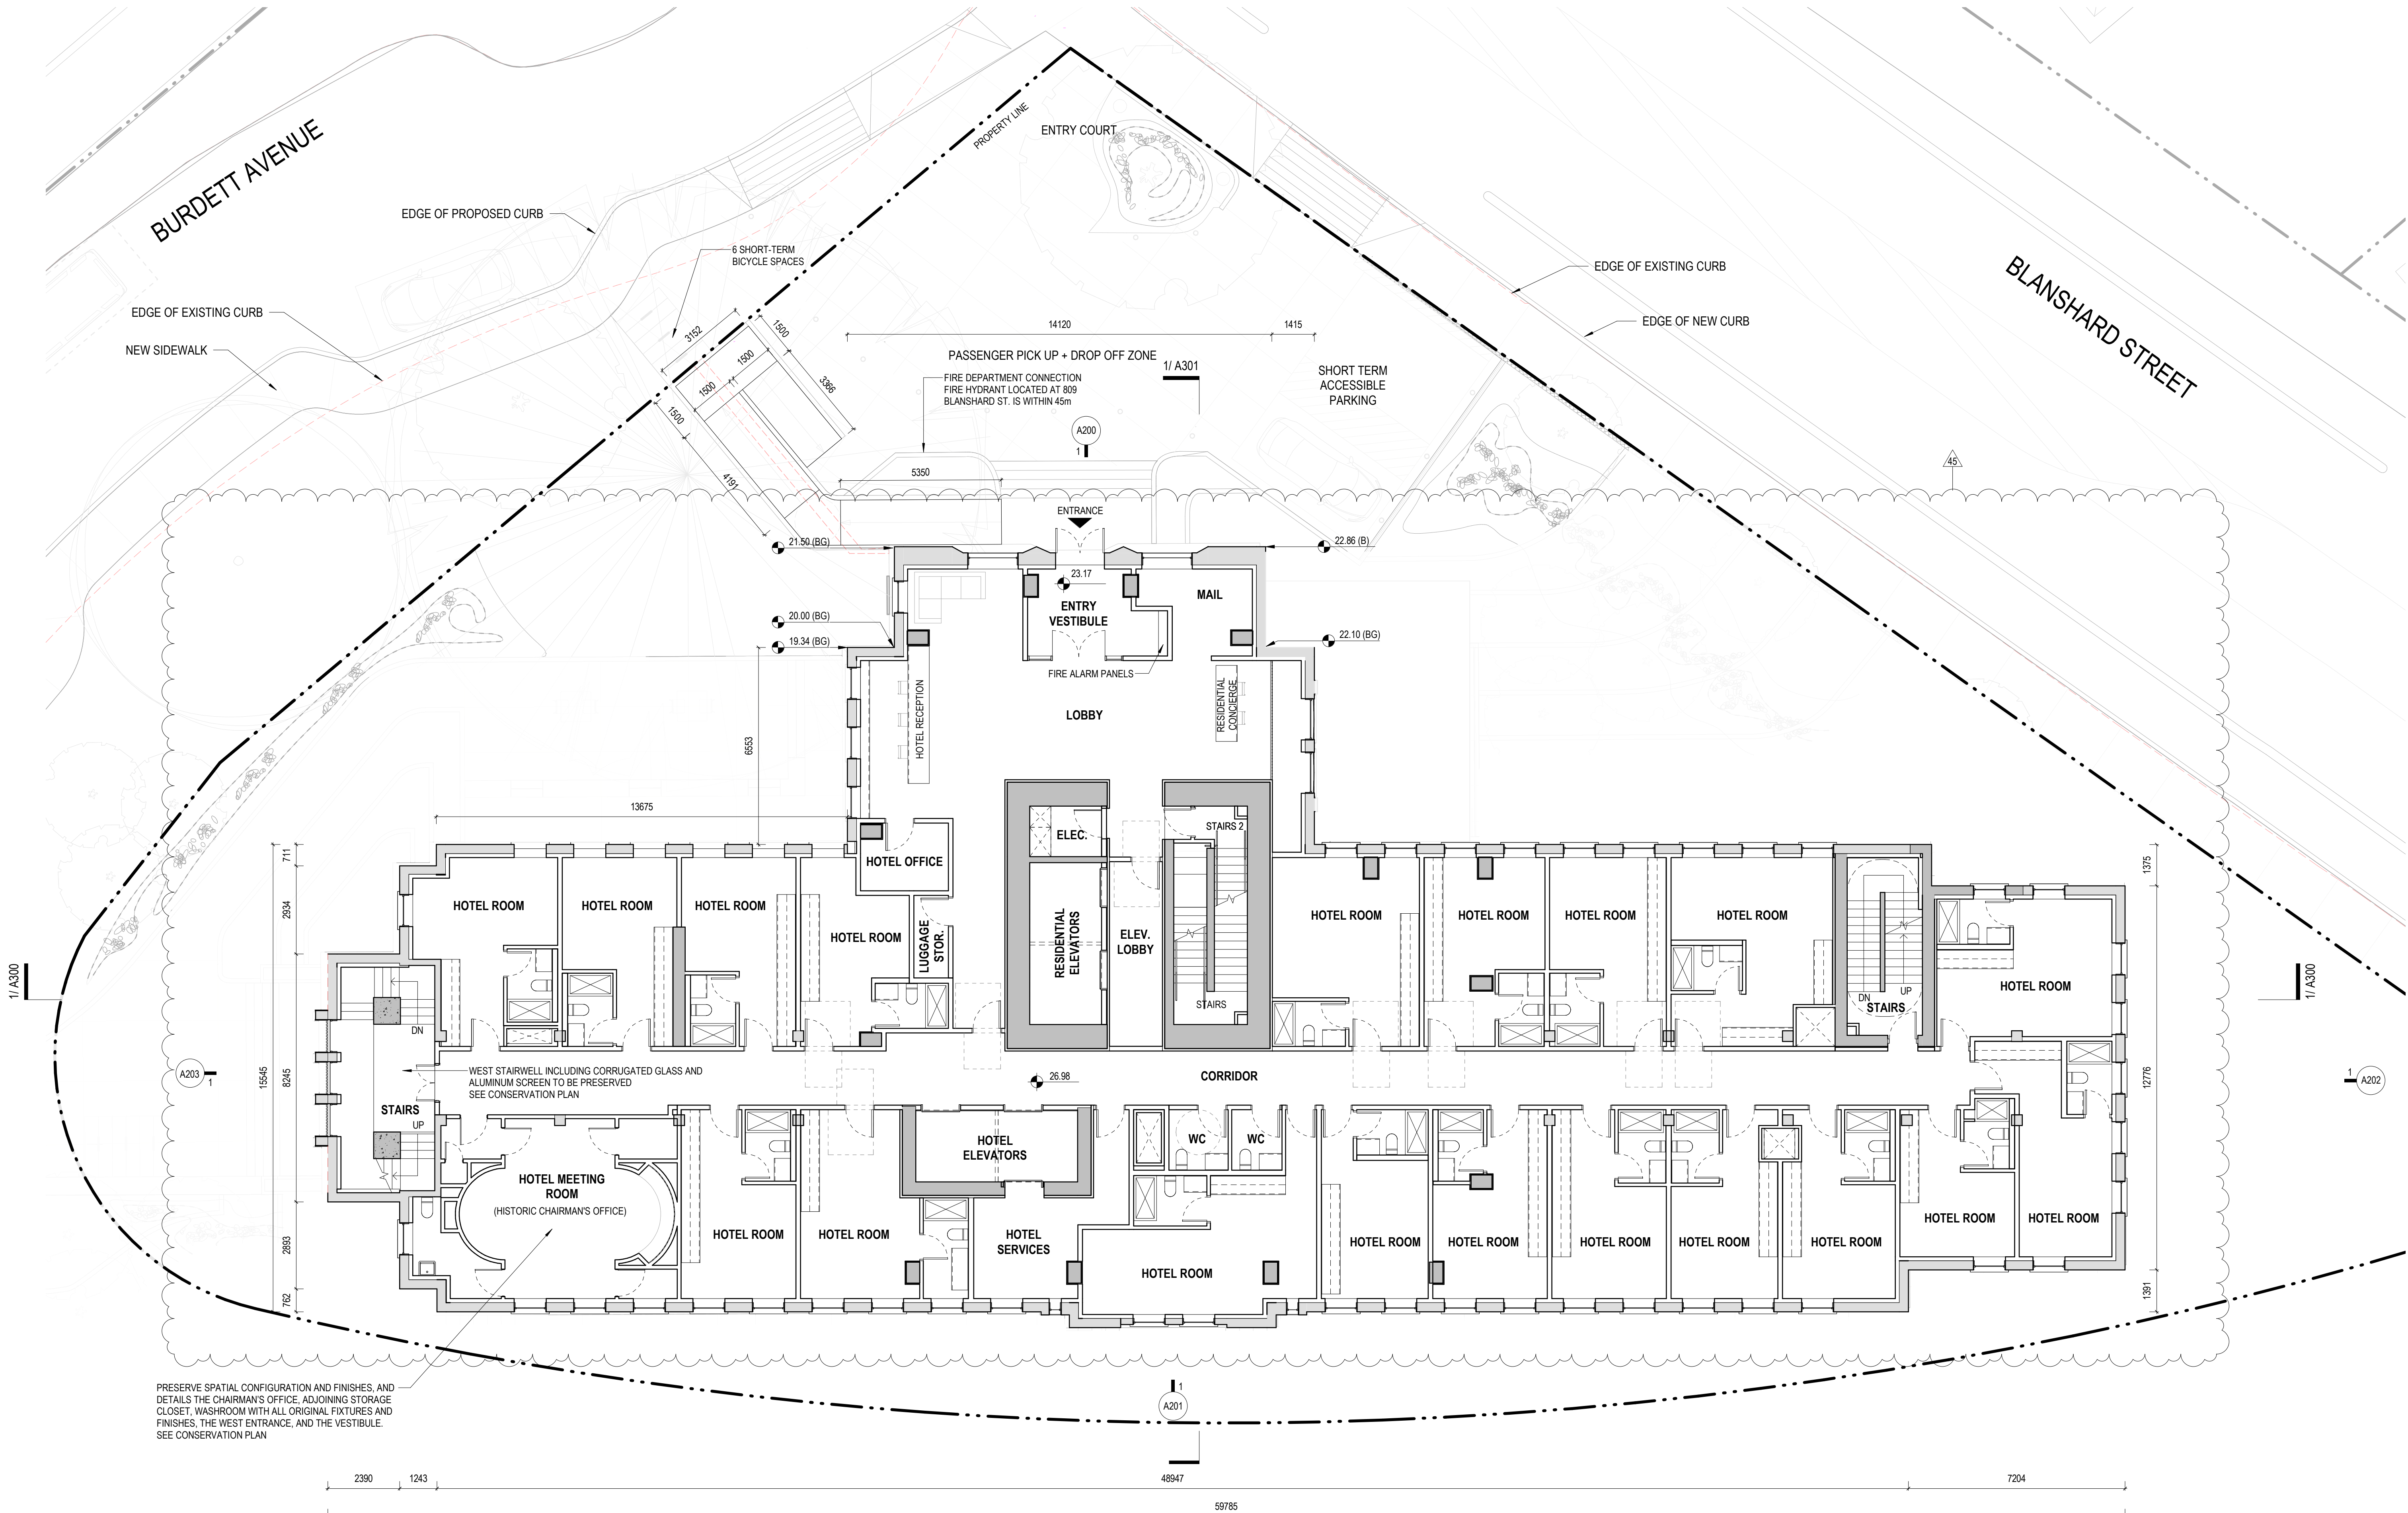 BURDETT AVENUE
PROPERTY LINE
ENTRY COURT
EDGE OF PROPOSED CURB
6 SHORT-TERM
BICYCLE SPACES
EDGE OF EXISTING CURB
BLANSHARD STREET
EDGE OF EXISTING CURB
EDGE OF NEW CURB
NEW SIDEWALK
3152
1500
1500
1500
3366
1500
4191
14120
1415
PASSENGER PICK UP + DROP OFF ZONE
1/ A301
FIRE DEPARTMENT CONNECTION
FIRE HYDRANT LOCATED AT 809
BLANSHARD ST. IS WITHIN 45m
SHORT TERM
ACCESSIBLE
PARKING
A200
1
45
5350
ENTRANCE
21.50 (BG)
22.86 (B)
23.17
ENTRY
VESTIBULE
MAIL
20.00 (BG)
19.34 (BG)
22.10 (BG)
FIRE ALARM PANELS
HOTEL RECEPTION
LOBBY
RESIDENTIAL
CONCIERGE
6553
13675
ELEC.
STAIRS 2
HOTEL OFFICE
711
1375
2934
HOTEL ROOM
HOTEL ROOM
HOTEL ROOM
HOTEL ROOM
LUGGAGE
STOR.
RESIDENTIAL
ELEVATORS
ELEV.
LOBBY
HOTEL ROOM
HOTEL ROOM
HOTEL ROOM
HOTEL ROOM
HOTEL ROOM
1/ A300
1/ A300
DN
STAIRS
DN
UP
STAIRS
15545
8245
12776
A203
1
WEST STAIRWELL INCLUDING CORRUGATED GLASS AND
ALUMINUM SCREEN TO BE PRESERVED
SEE CONSERVATION PLAN
26.98
CORRIDOR
1
A202
STAIRS
UP
HOTEL
ELEVATORS
WC
WC
HOTEL MEETING
ROOM
(HISTORIC CHAIRMAN'S OFFICE)
HOTEL ROOM
HOTEL ROOM
HOTEL
SERVICES
HOTEL ROOM
HOTEL ROOM
HOTEL ROOM
HOTEL ROOM
HOTEL ROOM
HOTEL ROOM
HOTEL ROOM
HOTEL ROOM
2893
762
1391
PRESERVE SPATIAL CONFIGURATION AND FINISHES, AND
DETAILS THE CHAIRMAN'S OFFICE, ADJOINING STORAGE
CLOSET, WASHROOM WITH ALL ORIGINAL FIXTURES AND
FINISHES, THE WEST ENTRANCE, AND THE VESTIBULE.
SEE CONSERVATION PLAN
1
A201
2390
1243
48947
7204
59785